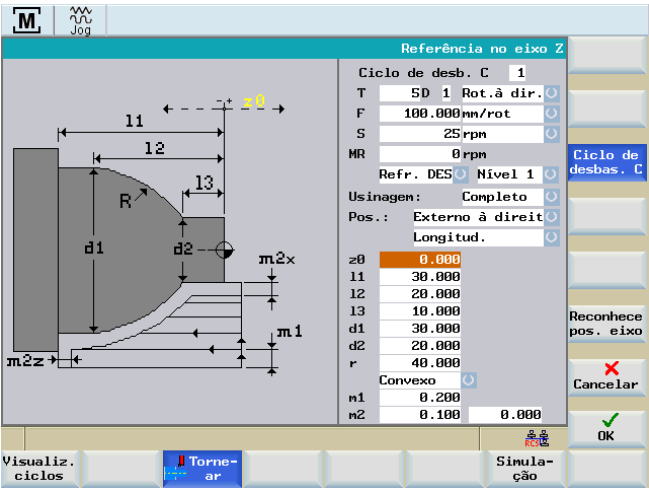 M
Jog
Referência no eixo Z
z0
l1
l2
l3
R
d1
d2
m2x
m1
m2z
Ciclo de desb. C 1
T 5 D 1 Rot.à dir.
F 100.000 mm/rot
S 25 rpm
MR 0 rpm
Refr. DES Nível 1
Usinagem: Completo
Pos.: Externo à direit
Longitud.
z0 0.000
l1 30.000
l2 20.000
l3 10.000
d1 30.000
d2 20.000
r 40.000
Convexo
m1 0.200
m2 0.100 0.000
Ciclo de
desbas. C
Reconhece
pos. eixo
Cancelar
OK
RCS
Visualiz.
ciclos
Torne-
ar
Simula-
ção